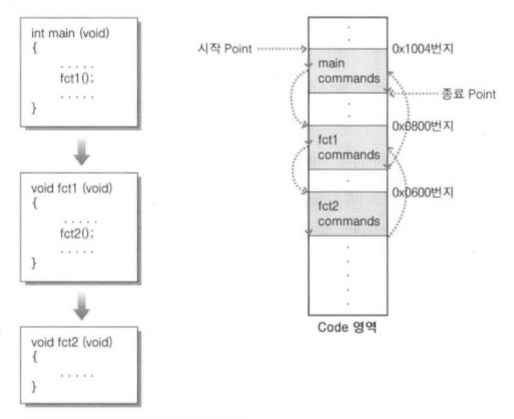 int main (void)
{
. . . . .
fct1();
. . . . .
}
void fct1 (void)
{
. . . . .
fct2();
. . . . .
}
void fct2 (void)
{
. . . . .
}
시작 Point
0x1004번지
main
commands
종료 Point
0x0800번지
fct1
commands
0x0600번지
fct2
commands
Code 영역